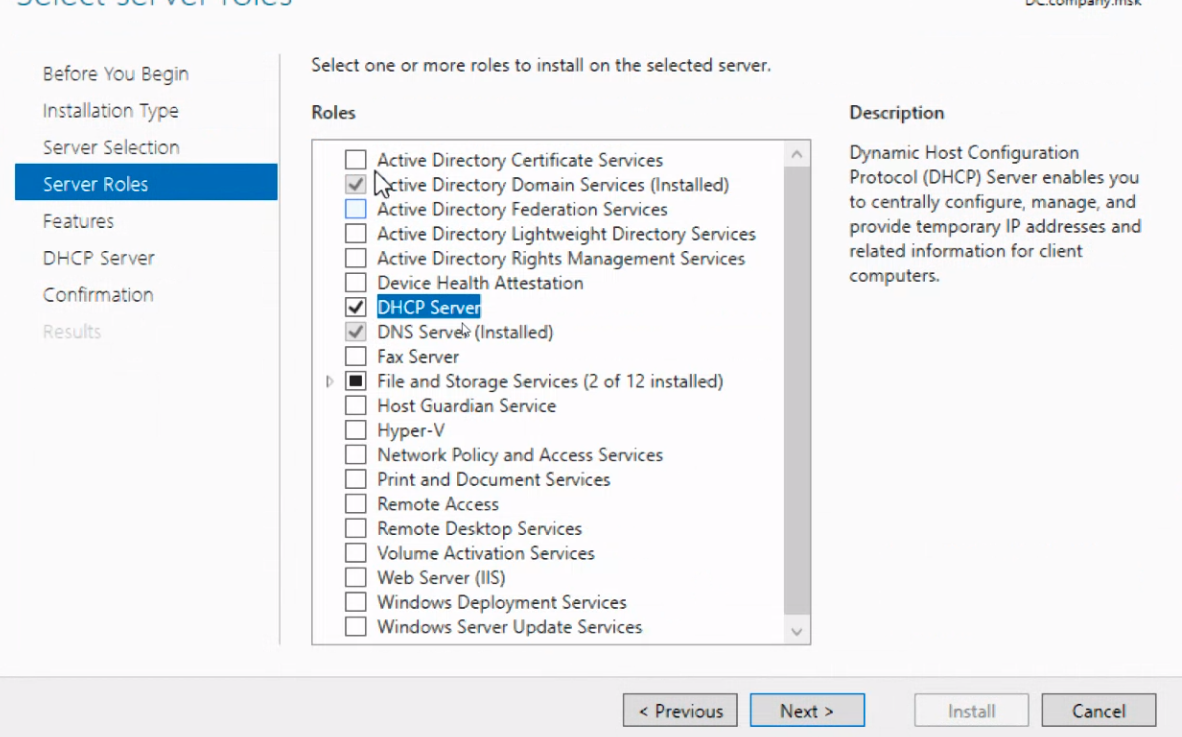 Select server roles
DC.company.msk
Before You Begin
Installation Type
Server Selection
Server Roles
Features
DHCP Server
Confirmation
Results
Select one or more roles to install on the selected server.
Roles
Active Directory Certificate Services
Active Directory Domain Services (Installed)
Active Directory Federation Services
Active Directory Lightweight Directory Services
Active Directory Rights Management Services
Device Health Attestation
DHCP Server
DNS Server (Installed)
Fax Server
File and Storage Services (2 of 12 installed)
Host Guardian Service
Hyper-V
Network Policy and Access Services
Print and Document Services
Remote Access
Remote Desktop Services
Volume Activation Services
Web Server (IIS)
Windows Deployment Services
Windows Server Update Services
Description
Dynamic Host Configuration
Protocol (DHCP) Server enables you
to centrally configure, manage, and
provide temporary IP addresses and
related information for client
computers.
< Previous
Next >
Install
Cancel